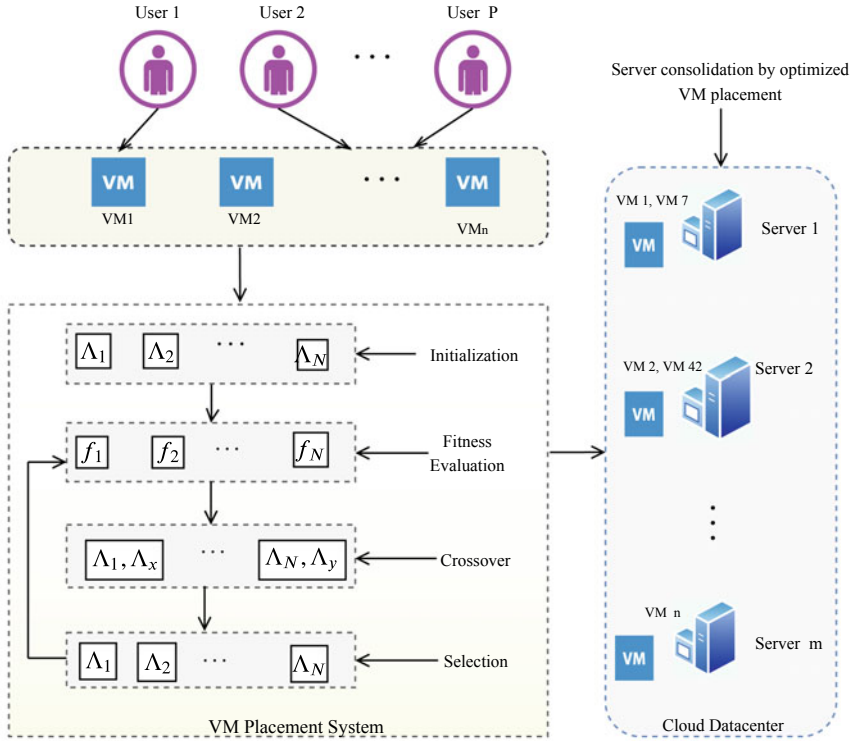 User 1
User 2
...
User P
Server consolidation by optimized
VM placement
VM
VM
...
VM
VM1
VM2
VMn
VM 1, VM 7
VM
Server 1
Λ1
Λ2
...
ΛN
Initialization
VM 2, VM 42
VM
Server 2
f1
f2
...
fN
Fitness
Evaluation
Λ1, Λx
...
ΛN, Λy
Crossover
Λ1
Λ2
...
ΛN
Selection
VM n
VM
Server m
VM Placement System
Cloud Datacenter